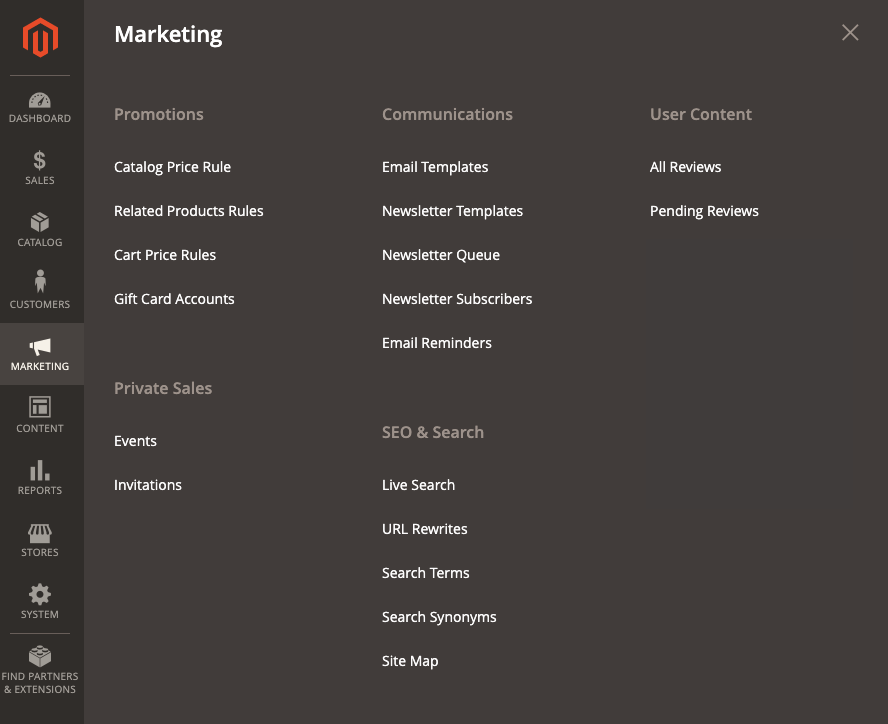 DASHBOARD
SALES
CATALOG
CUSTOMERS
MARKETING
CONTENT
REPORTS
STORES
SYSTEM
FIND PARTNERS
& EXTENSIONS
Marketing
Promotions
Catalog Price Rule
Related Products Rules
Cart Price Rules
Gift Card Accounts
Private Sales
Events
Invitations
Communications
Email Templates
Newsletter Templates
Newsletter Queue
Newsletter Subscribers
Email Reminders
SEO & Search
Live Search
URL Rewrites
Search Terms
Search Synonyms
Site Map
User Content
All Reviews
Pending Reviews